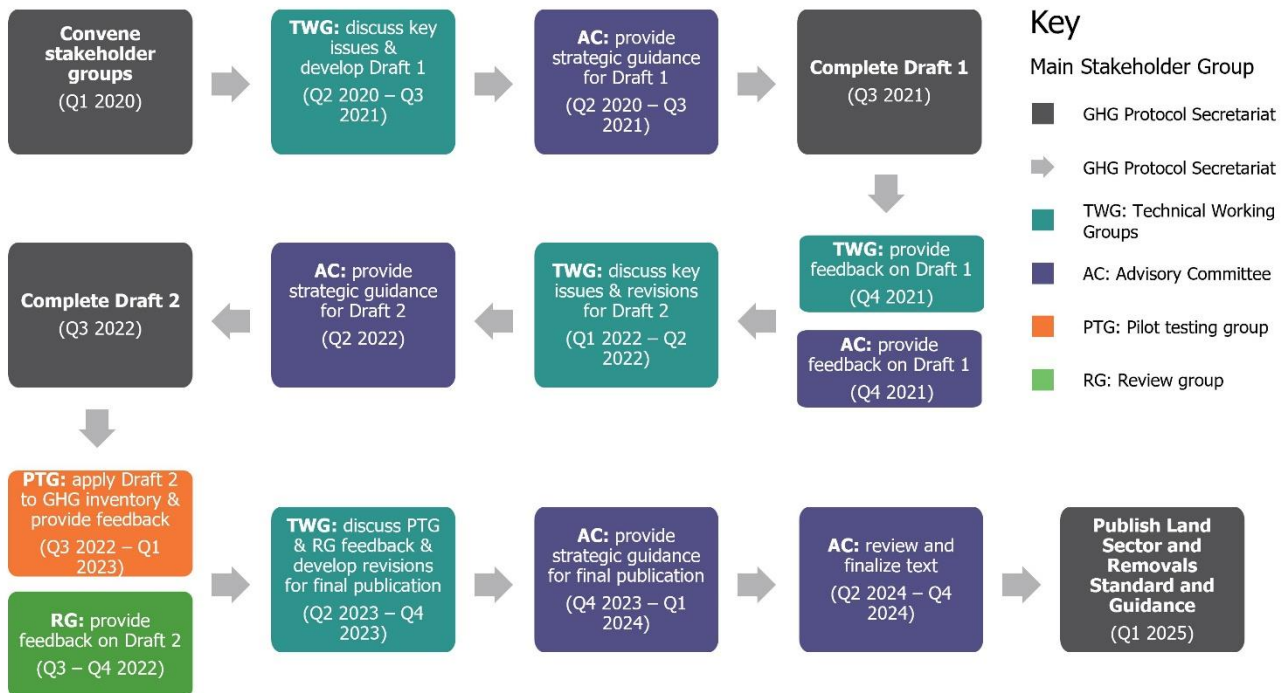 Convene
stakeholder
groups
(Q1 2020)
TWG: discuss key
issues &
develop Draft 1
(Q2 2020 – Q3
2021)
AC: provide
strategic guidance
for Draft 1
(Q2 2020 – Q3
2021)
Complete Draft 1
(Q3 2021)
TWG: provide
feedback on Draft 1
(Q4 2021)
AC: provide
feedback on Draft 1
(Q4 2021)
TWG: discuss key
issues & revisions
for Draft 2
(Q1 2022 – Q2
2022)
AC: provide
strategic guidance
for Draft 2
(Q2 2022)
Complete Draft 2
(Q3 2022)
PTG: apply Draft 2
to GHG inventory &
provide feedback
(Q3 2022 – Q1
2023)
RG: provide
feedback on Draft 2
(Q3 – Q4 2022)
TWG: discuss PTG
& RG feedback &
develop revisions
for final publication
(Q2 2023 – Q4
2023)
AC: provide
strategic guidance
for final publication
(Q4 2023 – Q1
2024)
AC: review and
finalize text
(Q2 2024 – Q4
2024)
Publish Land
Sector and
Removals
Standard and
Guidance
(Q1 2025)
Key
Main Stakeholder Group
GHG Protocol Secretariat
GHG Protocol Secretariat
TWG: Technical Working
Groups
AC: Advisory Committee
PTG: Pilot testing group
RG: Review group